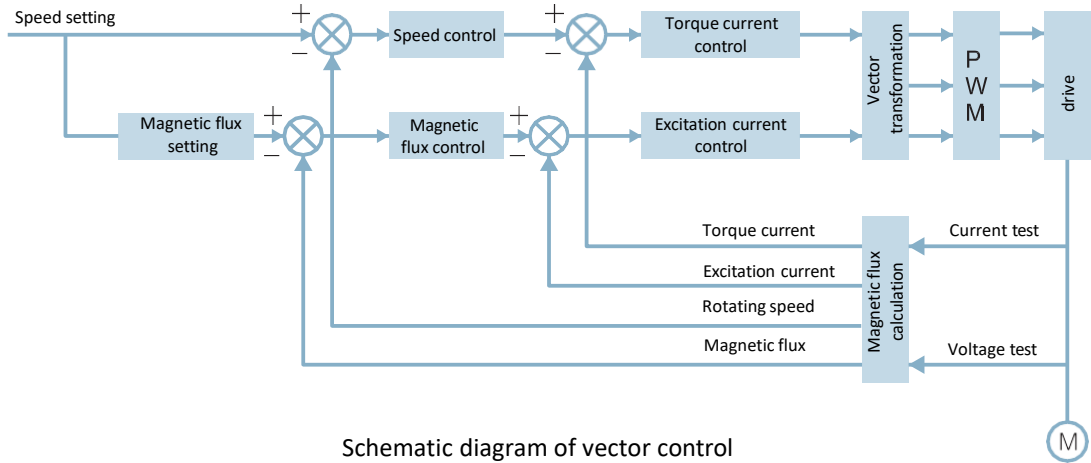 Speed setting
+
−
Speed control
+
−
Torque current
control
Vector
transformation
P
W
M
drive
Magnetic flux
setting
+
−
Magnetic
flux control
+
−
Excitation current
control
Torque current
Current test
Excitation current
Magnetic flux
calculation
Rotating speed
Magnetic flux
Voltage test
M
Schematic diagram of vector control